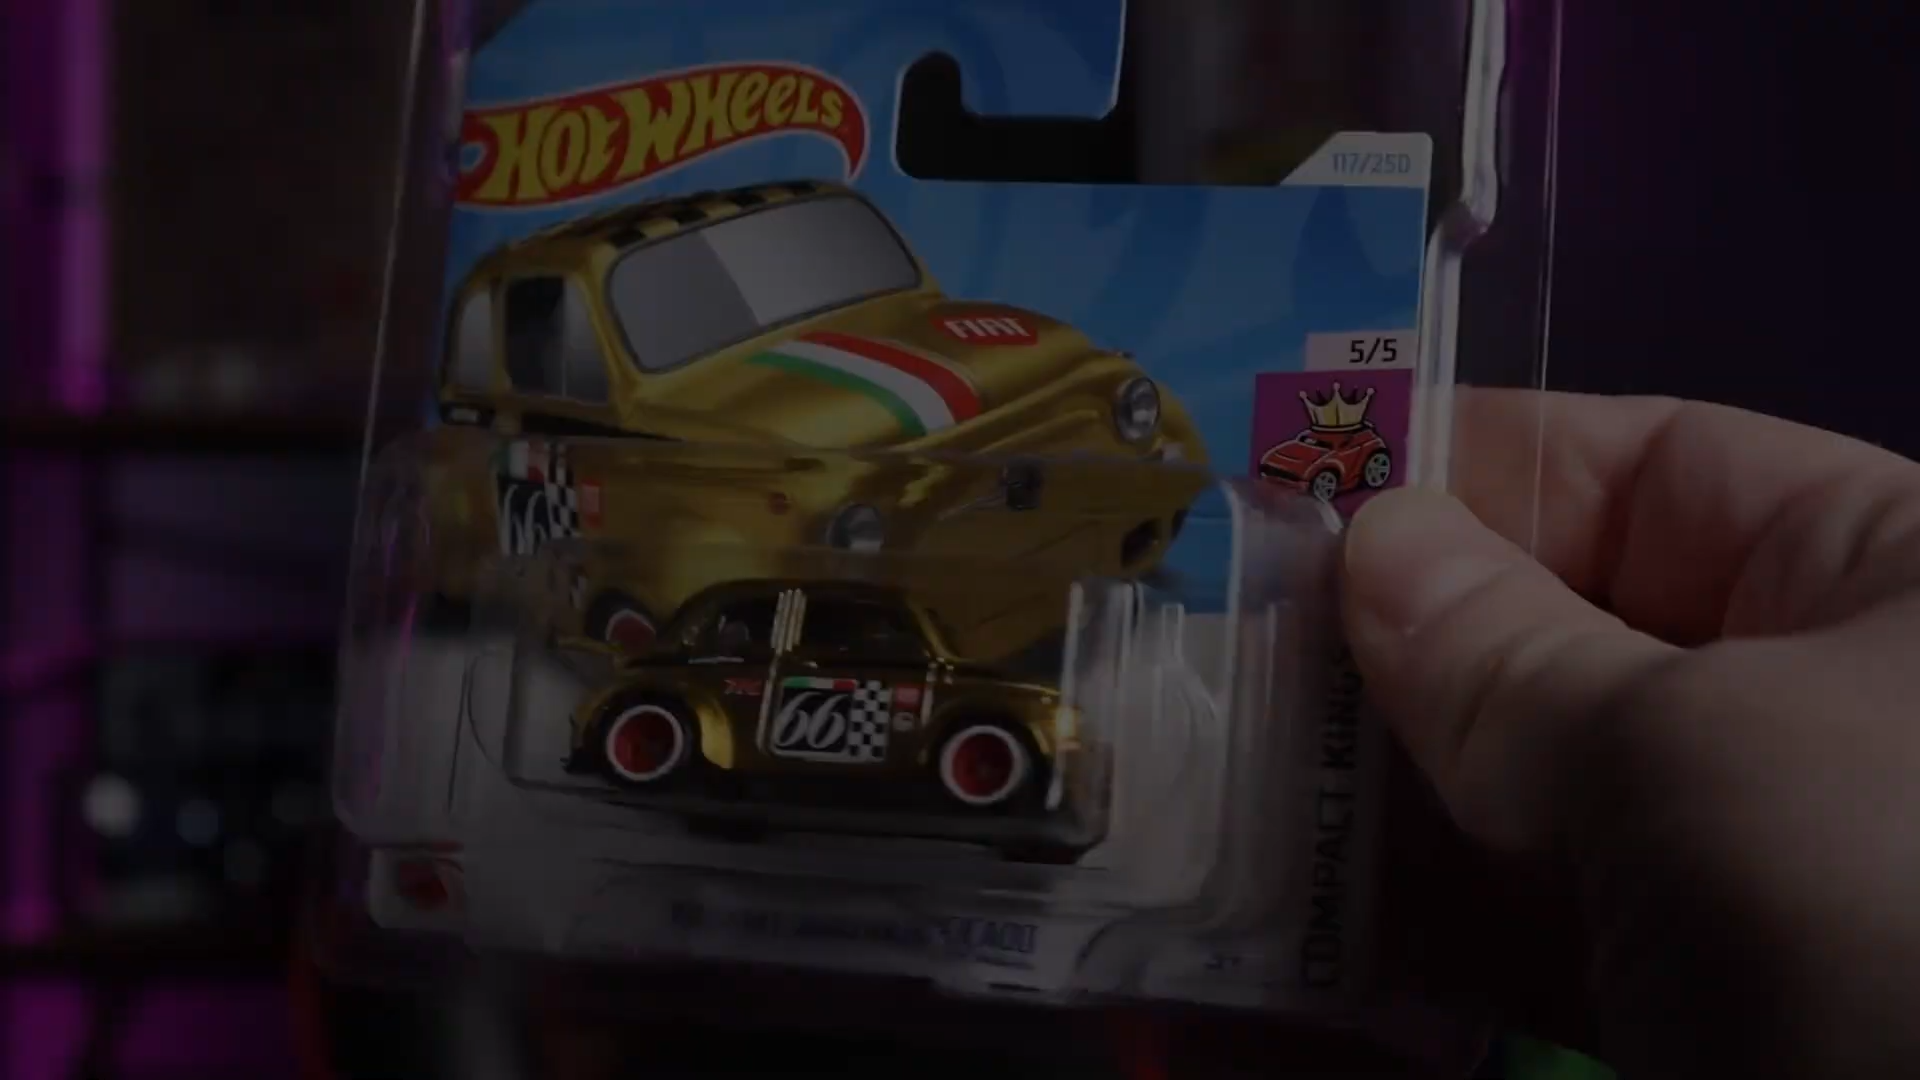 HOT WHEELS
117/250
FIAT
5/5
66
66
COMPACT KINGS